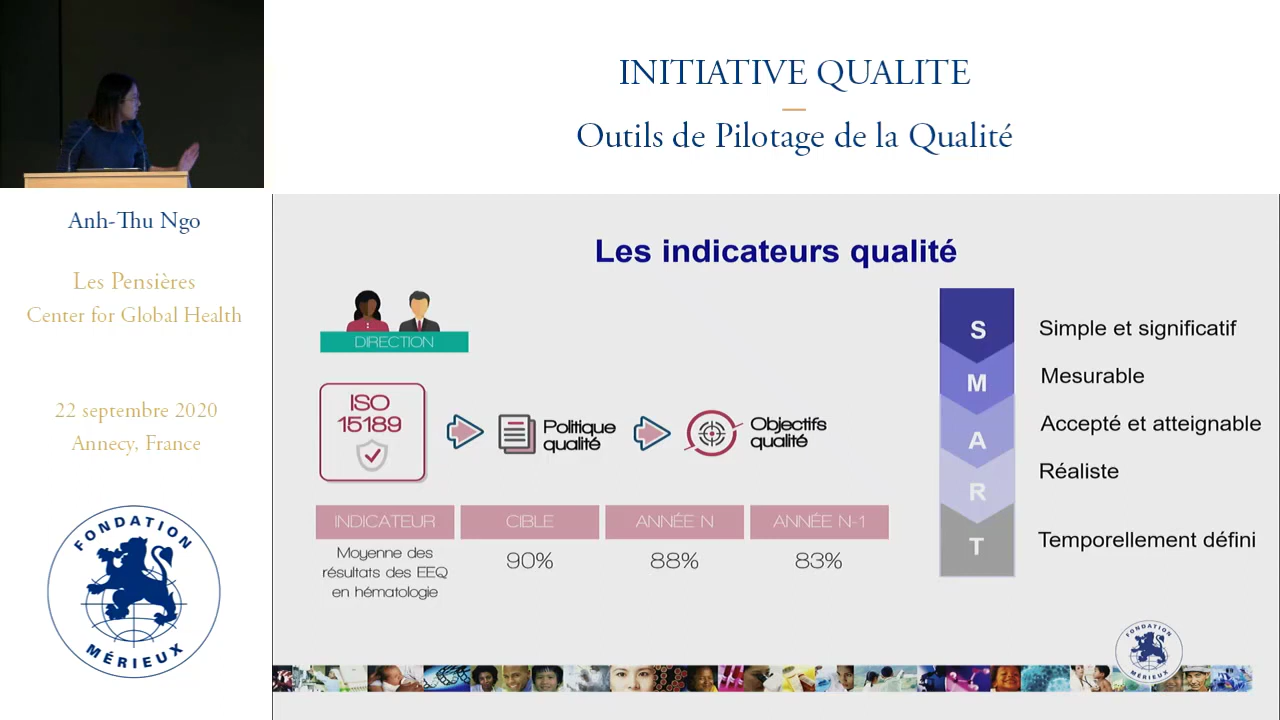 INITIATIVE QUALITE
Outils de Pilotage de la Qualité
Anh-Thu Ngo
Les Pensières
Center for Global Health
22 septembre 2020
Annecy, France
FONDATION
MÉRIEUX
Les indicateurs qualité
DIRECTION
ISO
15189
Politique
qualité
Objectifs
qualité
INDICATEUR CIBLE ANNÉE N ANNÉE N-1
Moyenne des
résultats des EEQ
en hématologie
90% 88% 83%
S Simple et significatif
M Mesurable
A Accepté et atteignable
R Réaliste
T Temporellement défini
FONDATION
MÉRIEUX